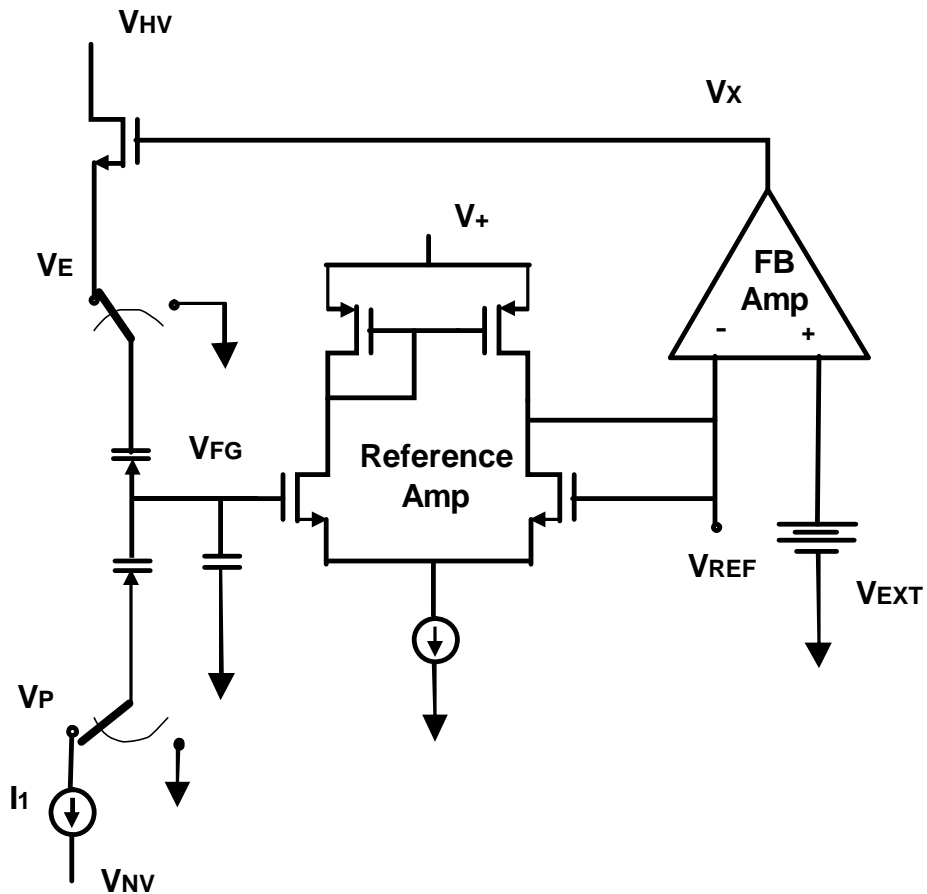 VHV
VX
V+
VE
FB
Amp
- +
VFG
Reference
Amp
VREF
VEXT
VP
I1
VNV